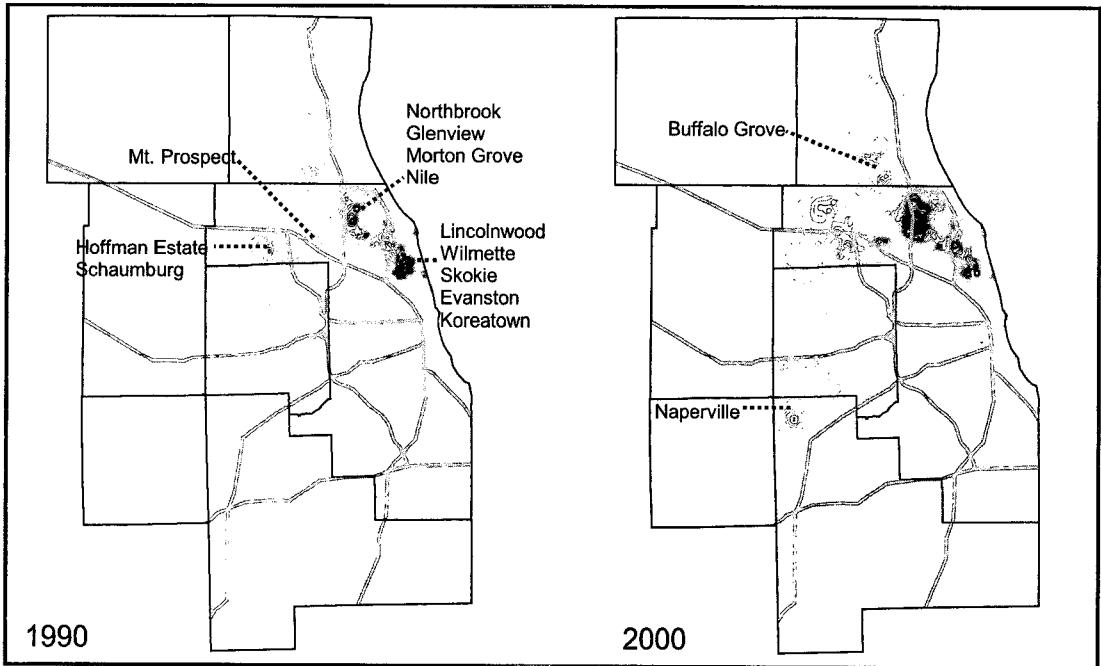 Northbrook
Glenview
Morton Grove
Nile
Mt. Prospect
Lincolnwood
Wilmette
Skokie
Evanston
Koreatown
Hoffman Estate
Schaumburg
1990
Buffalo Grove
Naperville
2000